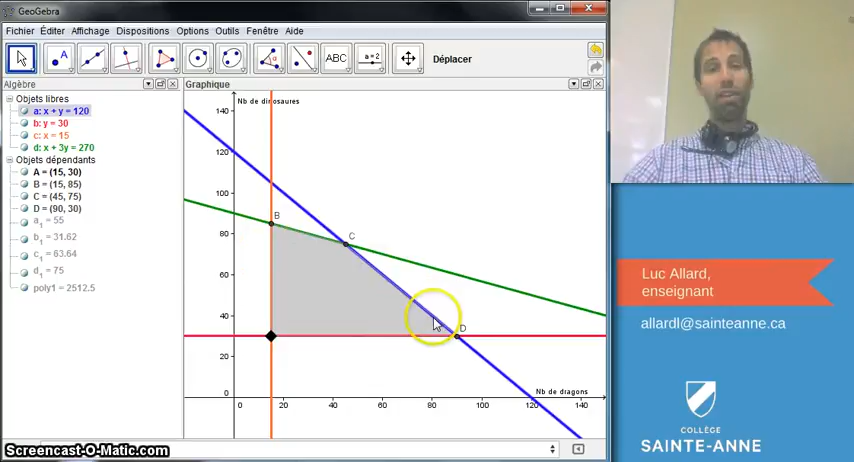 GeoGebra
Fichier Éditer Affichage Dispositions Options Fenêtre Aide
ABC
a = 2
Déplacer
Algèbre
Graphique
Objets libres
a: x + y = 120
b: y = 30
c: x = 15
d: x + 3y = 270
Objets dépendants
A = (15, 30)
B = (15, 85)
C = (45, 75)
D = (90, 30)
a1 = 55
b1 = 31.62
c1 = 63.64
d1 = 75
poly1 = 2512.5
Nb de dinosaures
140
120
100
80
60
40
20
0
B
C
D
Nb de dragons
0 20 40 60 80 100 120 140
Luc Allard,
enseignant
allardl@sainteanne.ca
COLLÈGE
SAINTE-ANNE
Screencast-O-Matic.com